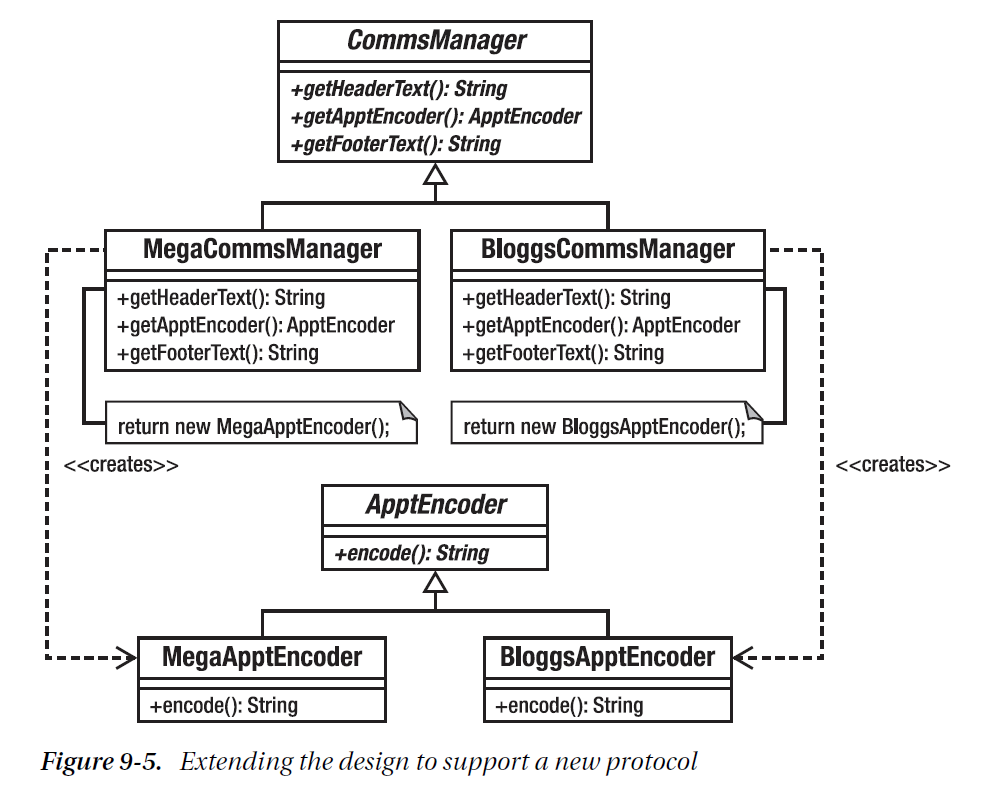 CommsManager
+getHeaderText(): String
+getApptEncoder(): ApptEncoder
+getFooterText(): String
MegaCommsManager
+getHeaderText(): String
+getApptEncoder(): ApptEncoder
+getFooterText(): String
BloggsCommsManager
+getHeaderText(): String
+getApptEncoder(): ApptEncoder
+getFooterText(): String
return new MegaApptEncoder();
return new BloggsApptEncoder();
<<creates>>
<<creates>>
ApptEncoder
+encode(): String
MegaApptEncoder
+encode(): String
BloggsApptEncoder
+encode(): String
Figure 9-5. Extending the design to support a new protocol